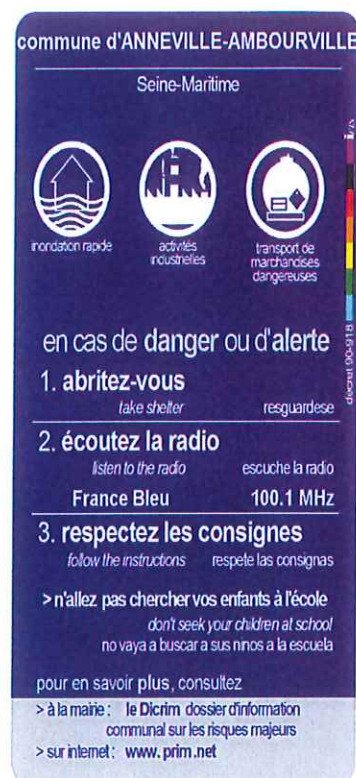 commune d'ANNEVILLE-AMBOURVILLE
Seine-Maritime
inondation rapide
activités
industrielles
transport de
marchandises
dangereuses
décret 90-918
en cas de danger ou d'alerte
1. abritez-vous
take shelter resguardese
2. écoutez la radio
listen to the radio escuche la radio
France Bleu 100.1 MHz
3. respectez les consignes
follow the instructions respete las consignas
> n'allez pas chercher vos enfants à l'école
don't seek your children at school
no vaya a buscar a sus ninos a la escuela
pour en savoir plus, consultez
> à la mairie : le Dicrim dossier d'information
communal sur les risques majeurs
> sur internet : www.prim.net